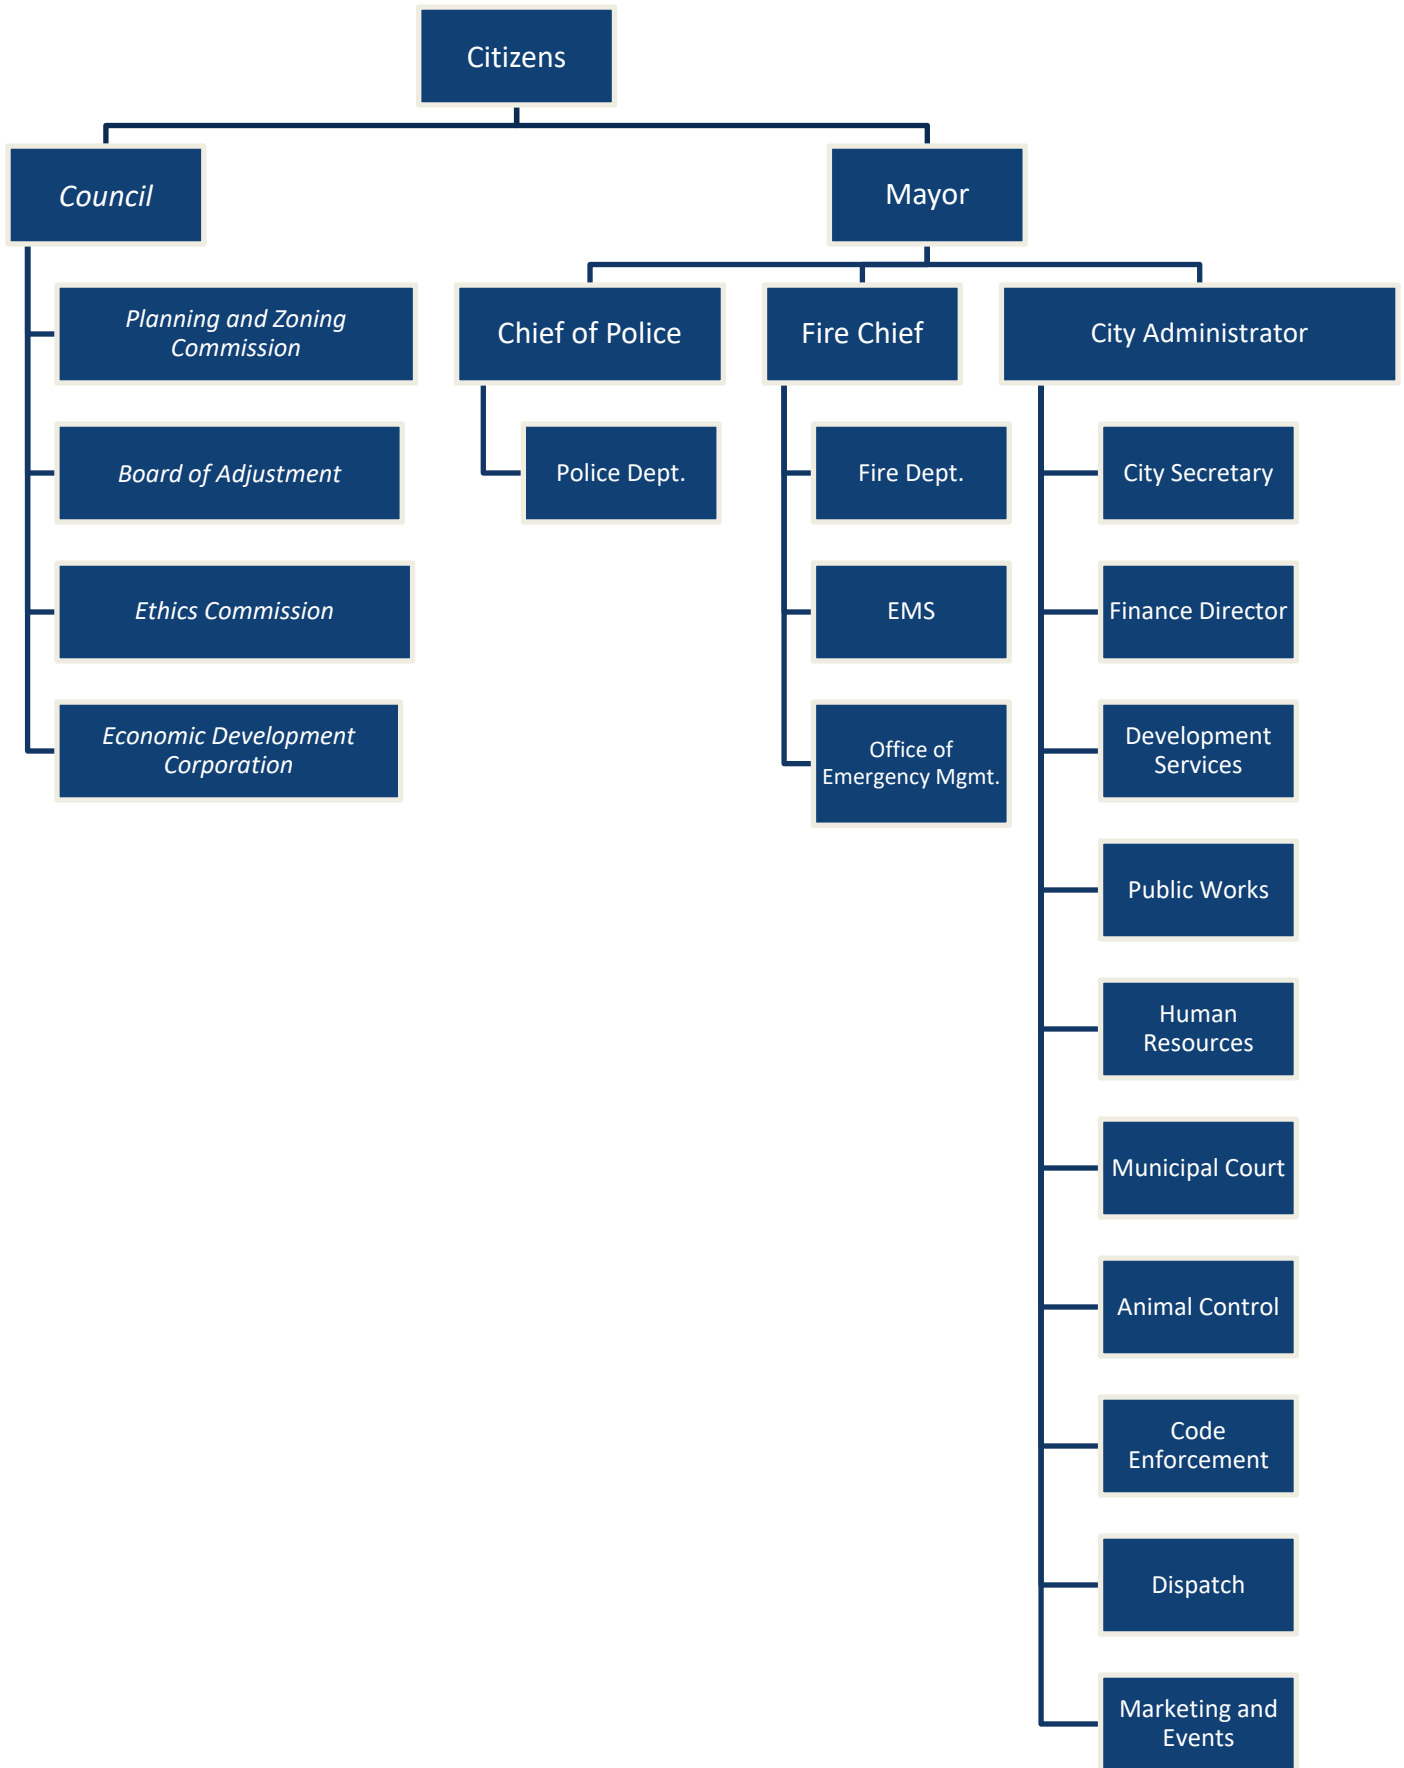 Citizens
Council
Mayor
Planning and Zoning
Commission
Chief of Police
Fire Chief
City Administrator
Board of Adjustment
Police Dept.
Fire Dept.
City Secretary
Ethics Commission
EMS
Finance Director
Economic Development
Corporation
Office of
Emergency Mgmt.
Development
Services
Public Works
Human
Resources
Municipal Court
Animal Control
Code
Enforcement
Dispatch
Marketing and
Events